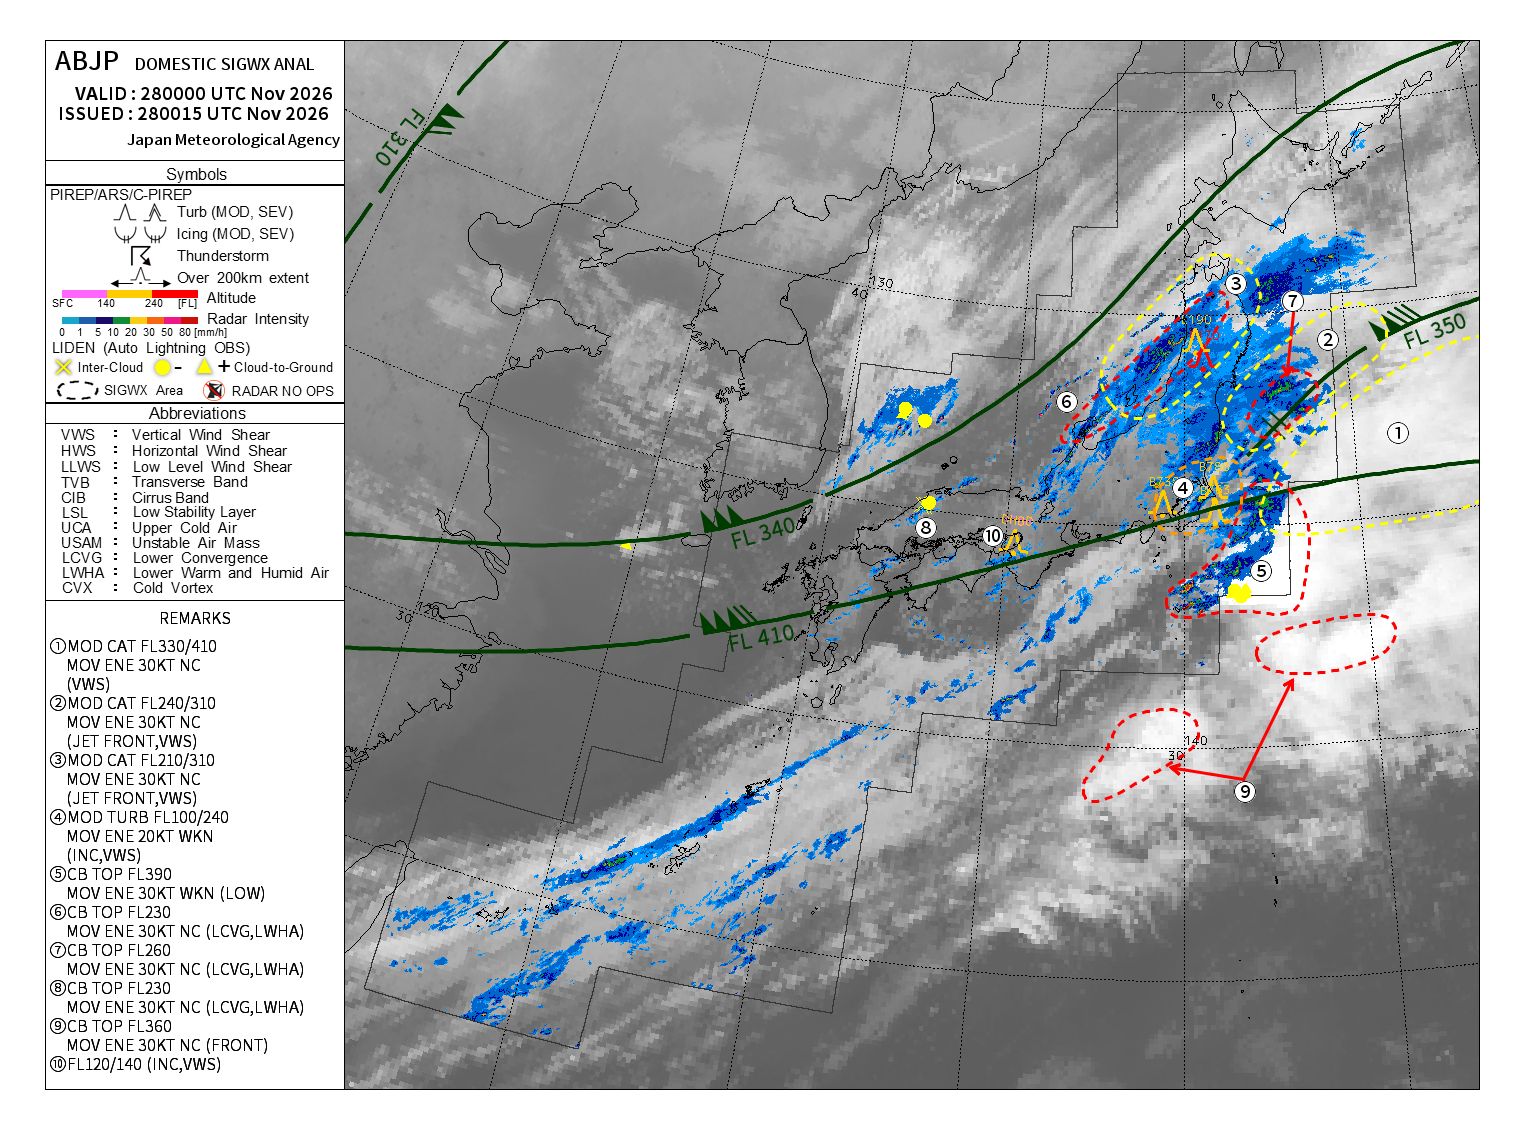 ABJP DOMESTIC SIGWX ANAL
VALID : 280000 UTC Nov 2026
ISSUED : 280015 UTC Nov 2026
Japan Meteorological Agency
Symbols
PIREP/ARS/C-PIREP
Turb (MOD, SEV)
Icing (MOD, SEV)
Thunderstorm
Over 200km extent
SFC 140 240 [FL] Altitude
Radar Intensity
0 1 5 10 20 30 50 80 [mm/h]
LIDEN (Auto Lightning OBS)
Inter-Cloud - + Cloud-to-Ground
SIGWX Area RADAR NO OPS
Abbreviations
VWS : Vertical Wind Shear
HWS : Horizontal Wind Shear
LLWS : Low Level Wind Shear
TVB : Transverse Band
CIB : Cirrus Band
LSL : Low Stability Layer
UCA : Upper Cold Air
USAM : Unstable Air Mass
LCVG : Lower Convergence
LWHA : Lower Warm and Humid Air
CVX : Cold Vortex
REMARKS
①MOD CAT FL330/410
MOV ENE 30KT NC
(VWS)
②MOD CAT FL240/310
MOV ENE 30KT NC
(JET FRONT,VWS)
③MOD CAT FL210/310
MOV ENE 30KT NC
(JET FRONT,VWS)
④MOD TURB FL100/240
MOV ENE 20KT WKN
(INC,VWS)
⑤CB TOP FL390
MOV ENE 30KT WKN (LOW)
⑥CB TOP FL230
MOV ENE 30KT NC (LCVG,LWHA)
⑦CB TOP FL260
MOV ENE 30KT NC (LCVG,LWHA)
⑧CB TOP FL230
MOV ENE 30KT NC (LCVG,LWHA)
⑨CB TOP FL360
MOV ENE 30KT NC (FRONT)
⑩FL120/140 (INC,VWS)
FL 310
130
40
③
⑦
190
②
FL 350
⑥
①
④
FL 340
⑧
⑩
⑤
120
30
FL 410
140
30
⑨